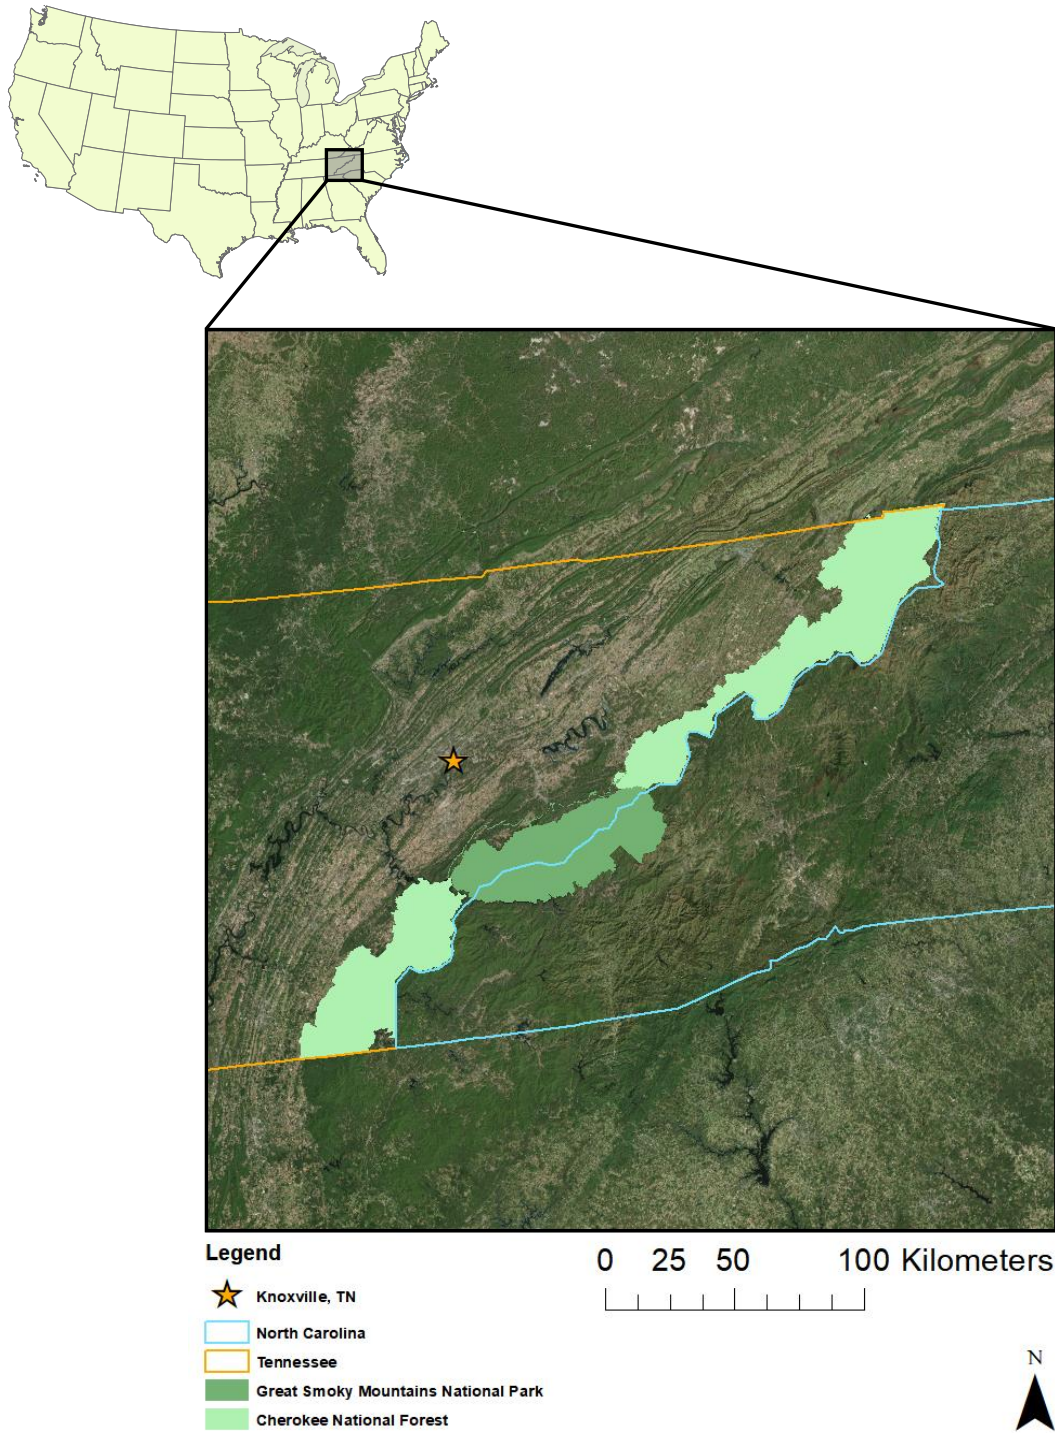 Legend
0 25 50 100 Kilometers
Knoxville, TN
North Carolina
Tennessee
Great Smoky Mountains National Park
Cherokee National Forest
N